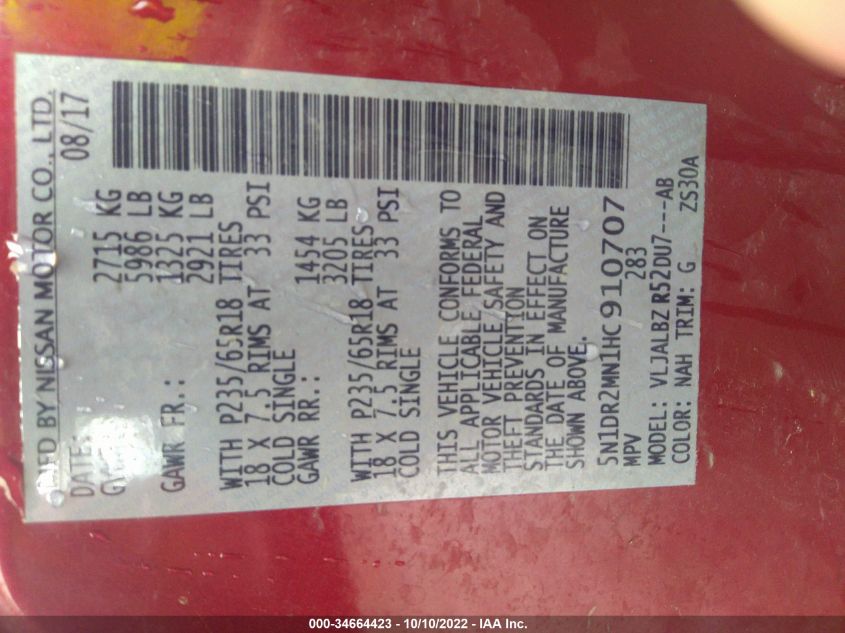 MFD BY NISSAN MOTOR CO., LTD.
DATE: 08/17
2715 KG
5986 LB
GAWR FR.: 1325 KG
2921 LB
WITH P235/65R18 TIRES
18 X 7.5 RIMS AT 33 PSI
COLD SINGLE
GAWR RR.: 1454 KG
3205 LB
WITH P235/65R18 TIRES
18 X 7.5 RIMS AT 33 PSI
COLD SINGLE
THIS VEHICLE CONFORMS TO
ALL APPLICABLE FEDERAL
MOTOR VEHICLE SAFETY AND
THEFT PREVENTION
STANDARDS IN EFFECT ON
THE DATE OF MANUFACTURE
SHOWN ABOVE.
5N1DR2MN1HC910707
MPV 283
MODEL: VLJALBZ R52DU7---AB
COLOR: NAH TRIM: G ZS30A
000-34664423 - 10/10/2022 - IAA Inc.